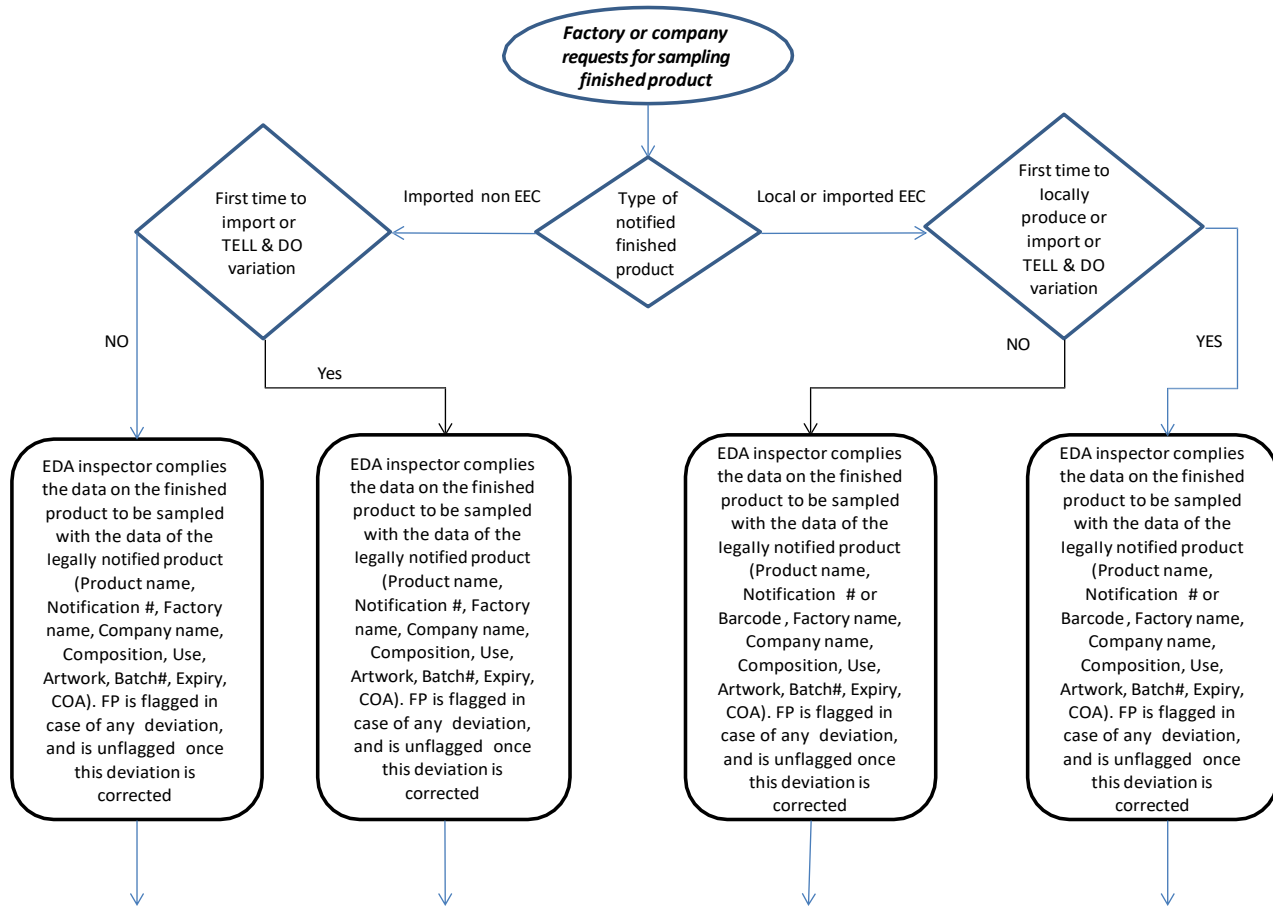 Factory or company
requests for sampling
finished product
First time to
import or
TELL & DO
variation
Imported non EEC
Type of
notified
finished
product
Local or imported EEC
First time to
locally
produce or
import or
TELL & DO
variation
NO
Yes
NO
YES
EDA inspector complies
the data on the finished
product to be sampled
with the data of the
legally notified product
(Product name,
Notification #, Factory
name, Company name,
Composition, Use,
Artwork, Batch#, Expiry,
COA). FP is flagged in
case of any deviation,
and is unflagged once
this deviation is
corrected
EDA inspector complies
the data on the finished
product to be sampled
with the data of the
legally notified product
(Product name,
Notification #, Factory
name, Company name,
Composition, Use,
Artwork, Batch#, Expiry,
COA). FP is flagged in
case of any deviation,
and is unflagged once
this deviation is
corrected
EDA inspector complies
the data on the finished
product to be sampled
with the data of the
legally notified product
(Product name,
Notification # or
Barcode , Factory name,
Company name,
Composition, Use,
Artwork, Batch#, Expiry,
COA). FP is flagged in
case of any deviation,
and is unflagged once
this deviation is
corrected
EDA inspector complies
the data on the finished
product to be sampled
with the data of the
legally notified product
(Product name,
Notification # or
Barcode , Factory name,
Company name,
Composition, Use,
Artwork, Batch#, Expiry,
COA). FP is flagged in
case of any deviation,
and is unflagged once
this deviation is
corrected